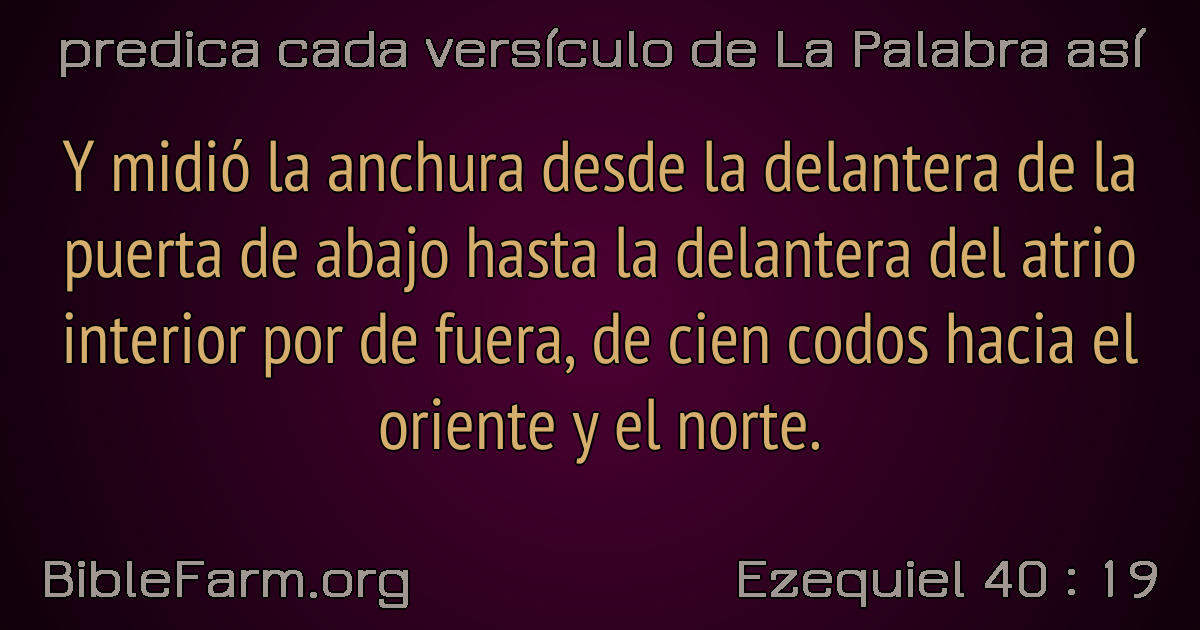 predica cada versículo de La Palabra así
Y midió la anchura desde la delantera de la
puerta de abajo hasta la delantera del atrio
interior por de fuera, de cien codos hacia el
oriente y el norte.
BibleFarm.org
Ezequiel 40 : 19